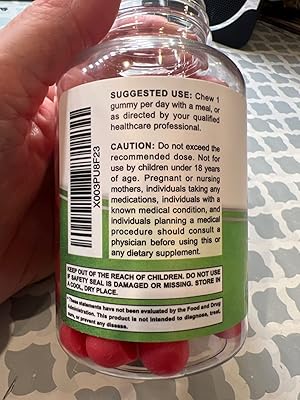 SUGGESTED USE: Chew 1
gummy per day with a meal, or
as directed by your qualified
healthcare professional.
CAUTION: Do not exceed the
recommended dose. Not for
use by children under 18 years
of age. Pregnant or nursing
mothers, individuals taking any
medications, individuals with a
known medical condition, and
individuals planning a medical
procedure should consult a
physician before using this or
any dietary supplement.
X003PU8F23
KEEP OUT OF THE REACH OF CHILDREN. DO NOT USE
IF SAFETY SEAL IS DAMAGED OR MISSING. STORE IN
A COOL, DRY PLACE.
*These statements have not been evaluated by the Food and Drug
Administration. This product is not intended to diagnose, treat,
cure, or prevent any disease.